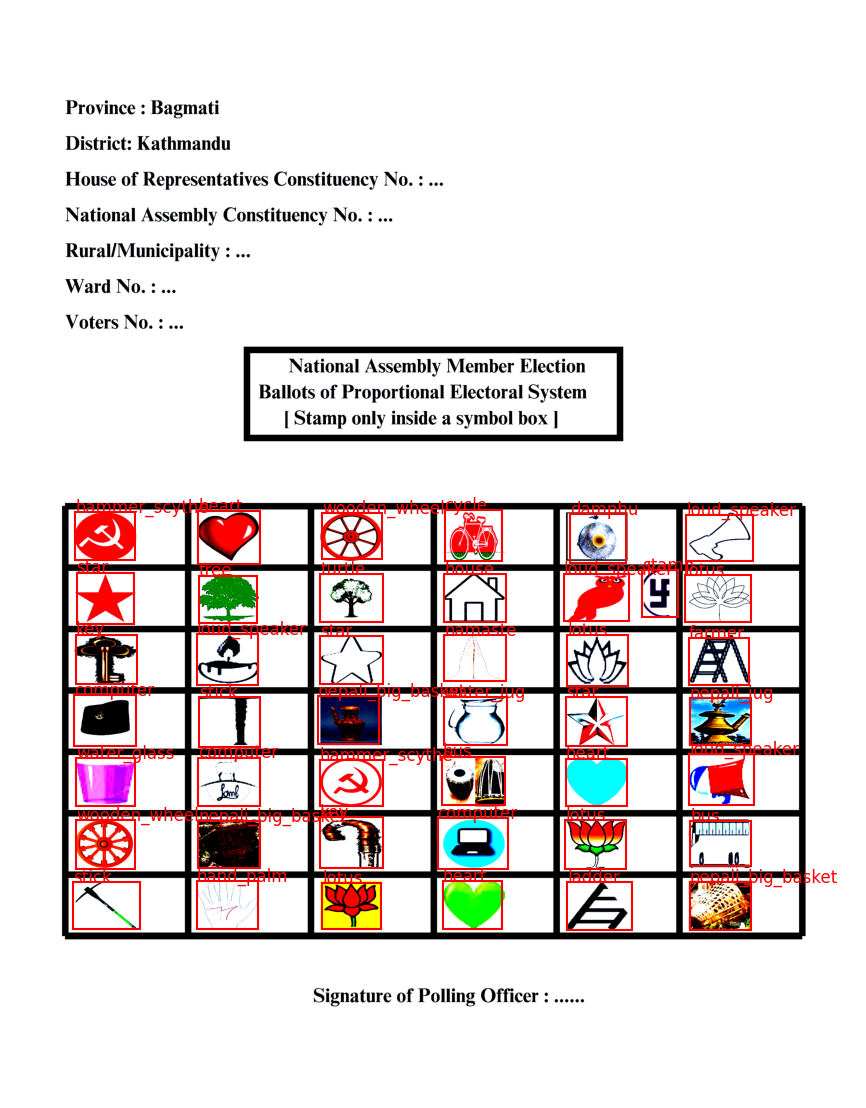 Province : Bagmati
District: Kathmandu
House of Representatives Constituency No. : ...
National Assembly Constituency No. : ...
Rural/Municipality : ...
Ward No. : ...
Voters No. : ...
National Assembly Member Election
Ballots of Proportional Electoral System
[ Stamp only inside a symbol box ]
hammer_scythe heart wooden_wheel cycle damphu loud_speaker
star tree turtle house loud_speaker stamp lotus
key loud_speaker star namaste lotus farmer
computer stick nepali_big_basket water_jug star nepali_jug
water_glass computer hammer_scythe bus heart loud_speaker
wooden_wheel nepali_big_basket key computer lotus bus
stick hand_palm lotus heart ladder nepali_big_basket
Signature of Polling Officer : ......